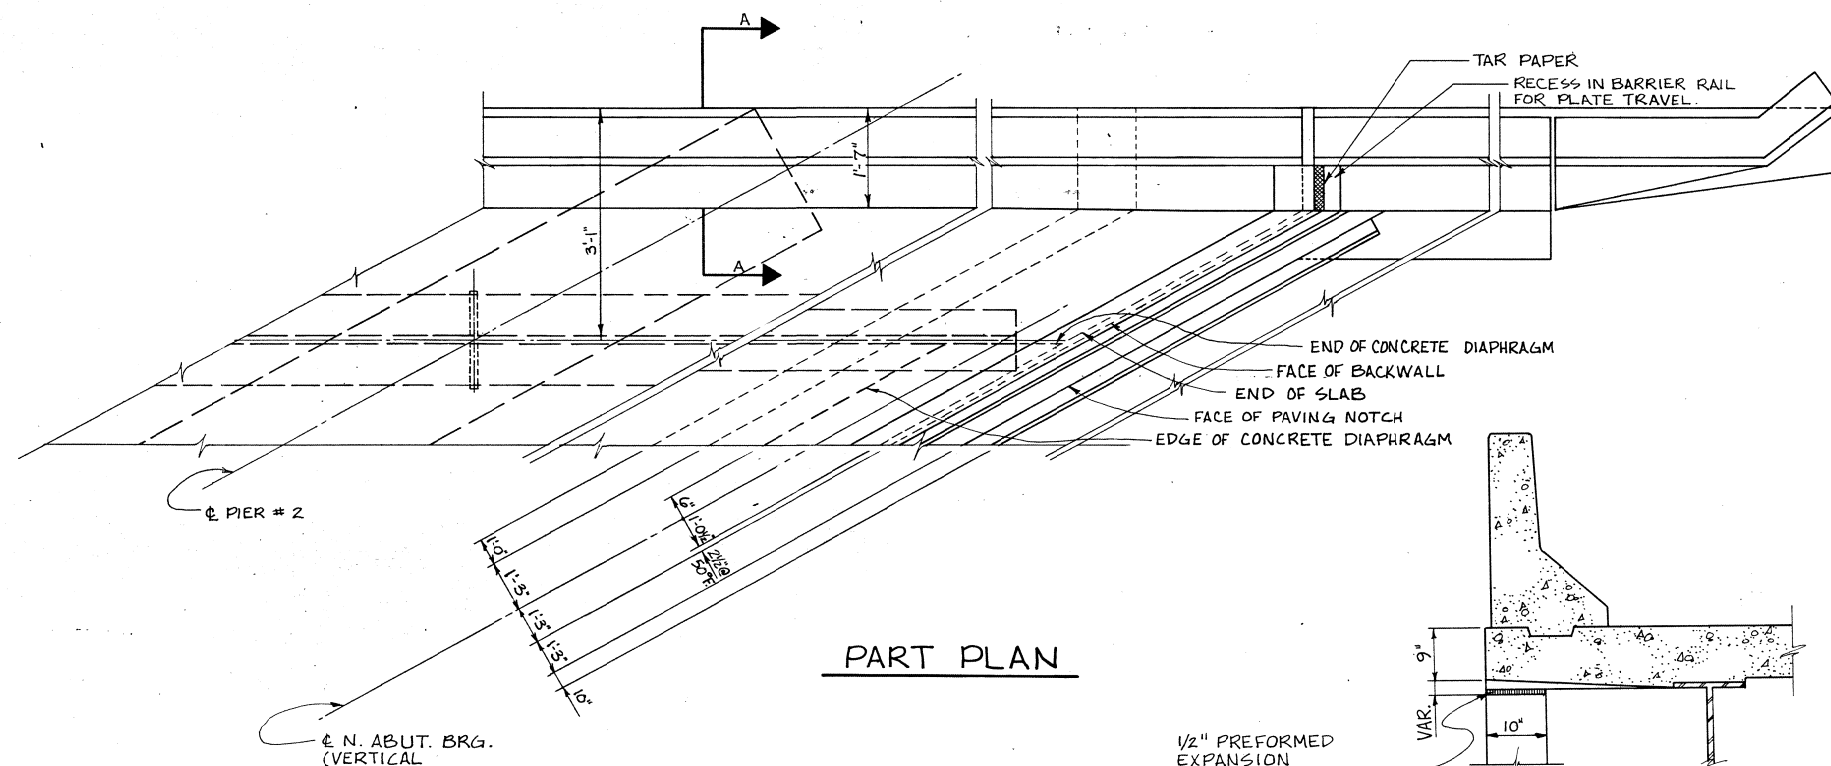 A
TAR PAPER
RECESS IN BARRIER RAIL
FOR PLATE TRAVEL.
1'-7"
3'-1"
A
END OF CONCRETE DIAPHRAGM
FACE OF BACKWALL
END OF SLAB
FACE OF PAVING NOTCH
EDGE OF CONCRETE DIAPHRAGM
℄ PIER # 2
6"
1'-0½"
2½"@
50°F.
1'-0"
1'-3"
1'-3"
1'-3"
10"
PART PLAN
9"
VAR.
10"
℄ N. ABUT. BRG.
(VERTICAL
1/2" PREFORMED
EXPANSION